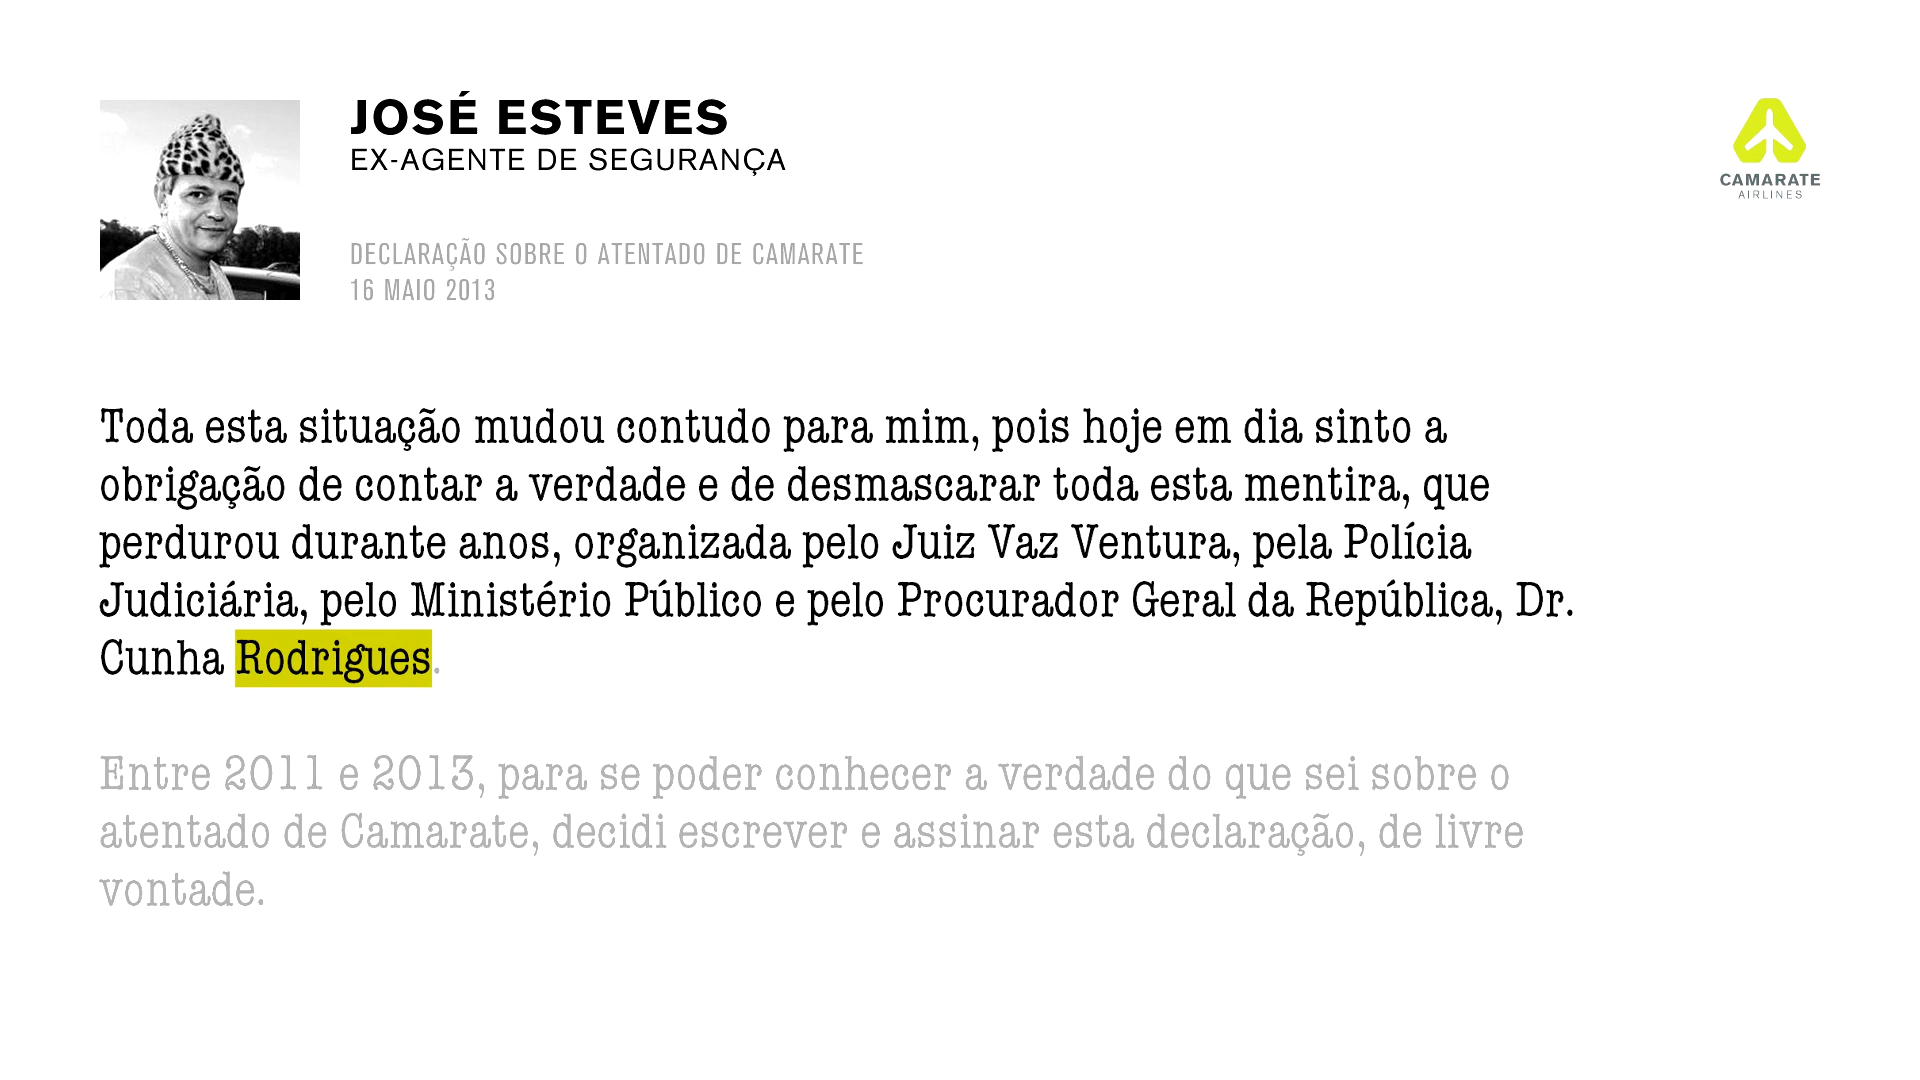 JOSÉ ESTEVES
EX-AGENTE DE SEGURANÇA
DECLARAÇÃO SOBRE O ATENTADO DE CAMARATE
16 MAIO 2013
CAMARATE
AIRLINES
Toda esta situação mudou contudo para mim, pois hoje em dia sinto a
obrigação de contar a verdade e de desmascarar toda esta mentira, que
perdurou durante anos, organizada pelo Juiz Vaz Ventura, pela Polícia
Judiciária, pelo Ministério Público e pelo Procurador Geral da República, Dr.
Cunha Rodrigues.
Entre 2011 e 2013, para se poder conhecer a verdade do que sei sobre o
atentado de Camarate, decidi escrever e assinar esta declaração, de livre
vontade.